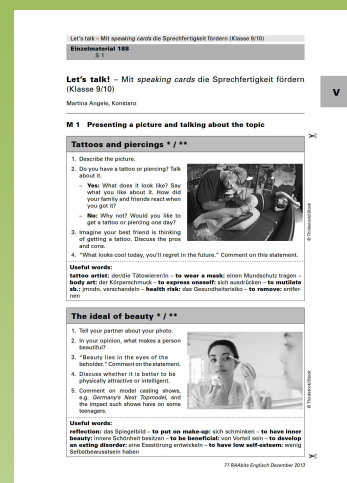 Let's talk – Mit speaking cards die Sprechfertigkeit fördern (Klasse 9/10)
Einzelmaterial 188
S 1
Let's talk! – Mit speaking cards die Sprechfertigkeit fördern
(Klasse 9/10)
Martina Angele, Konstanz
V
M 1 Presenting a picture and talking about the topic
Tattoos and piercings * / **
1. Describe the picture.
2. Do you have a tattoo or piercing? Talk
about it.
– Yes: What does it look like? Say
what you like about it. How did
your family and friends react when
you got it?
– No: Why not? Would you like to
get a tattoo or piercing one day?
3. Imagine your best friend is thinking
of getting a tattoo. Discuss the pros
and cons.
4. "What looks cool today, you'll regret in the future." Comment on this statement.
© Thinkstock/iStock
Useful words:
tattoo artist: der/die Tätowierer/in – to wear a mask: einen Mundschutz tragen –
body art: der Körperschmuck – to express oneself: sich ausdrücken – to mutilate
sb.: jmndn. verschandeln – health risk: das Gesundheitsrisiko – to remove: entfer-
nen
The ideal of beauty * / **
1. Tell your partner about your photo.
2. In your opinion, what makes a person
beautiful?
3. "Beauty lies in the eyes of the
beholder." Comment on the statement.
4. Discuss whether it is better to be
physically attractive or intelligent.
5. Comment on model casting shows,
e.g. Germany's Next Topmodel, and
the impact such shows have on some
teenagers.
© Thinkstock/iStock
Useful words:
reflection: das Spiegelbild – to put on make-up: sich schminken – to have inner
beauty: innere Schönheit besitzen – to be beneficial: von Vorteil sein – to develop
an eating disorder: eine Essstörung entwickeln – to have low self-esteem: wenig
Selbstbewusstsein haben
77 RAAbits Englisch Dezember 2013